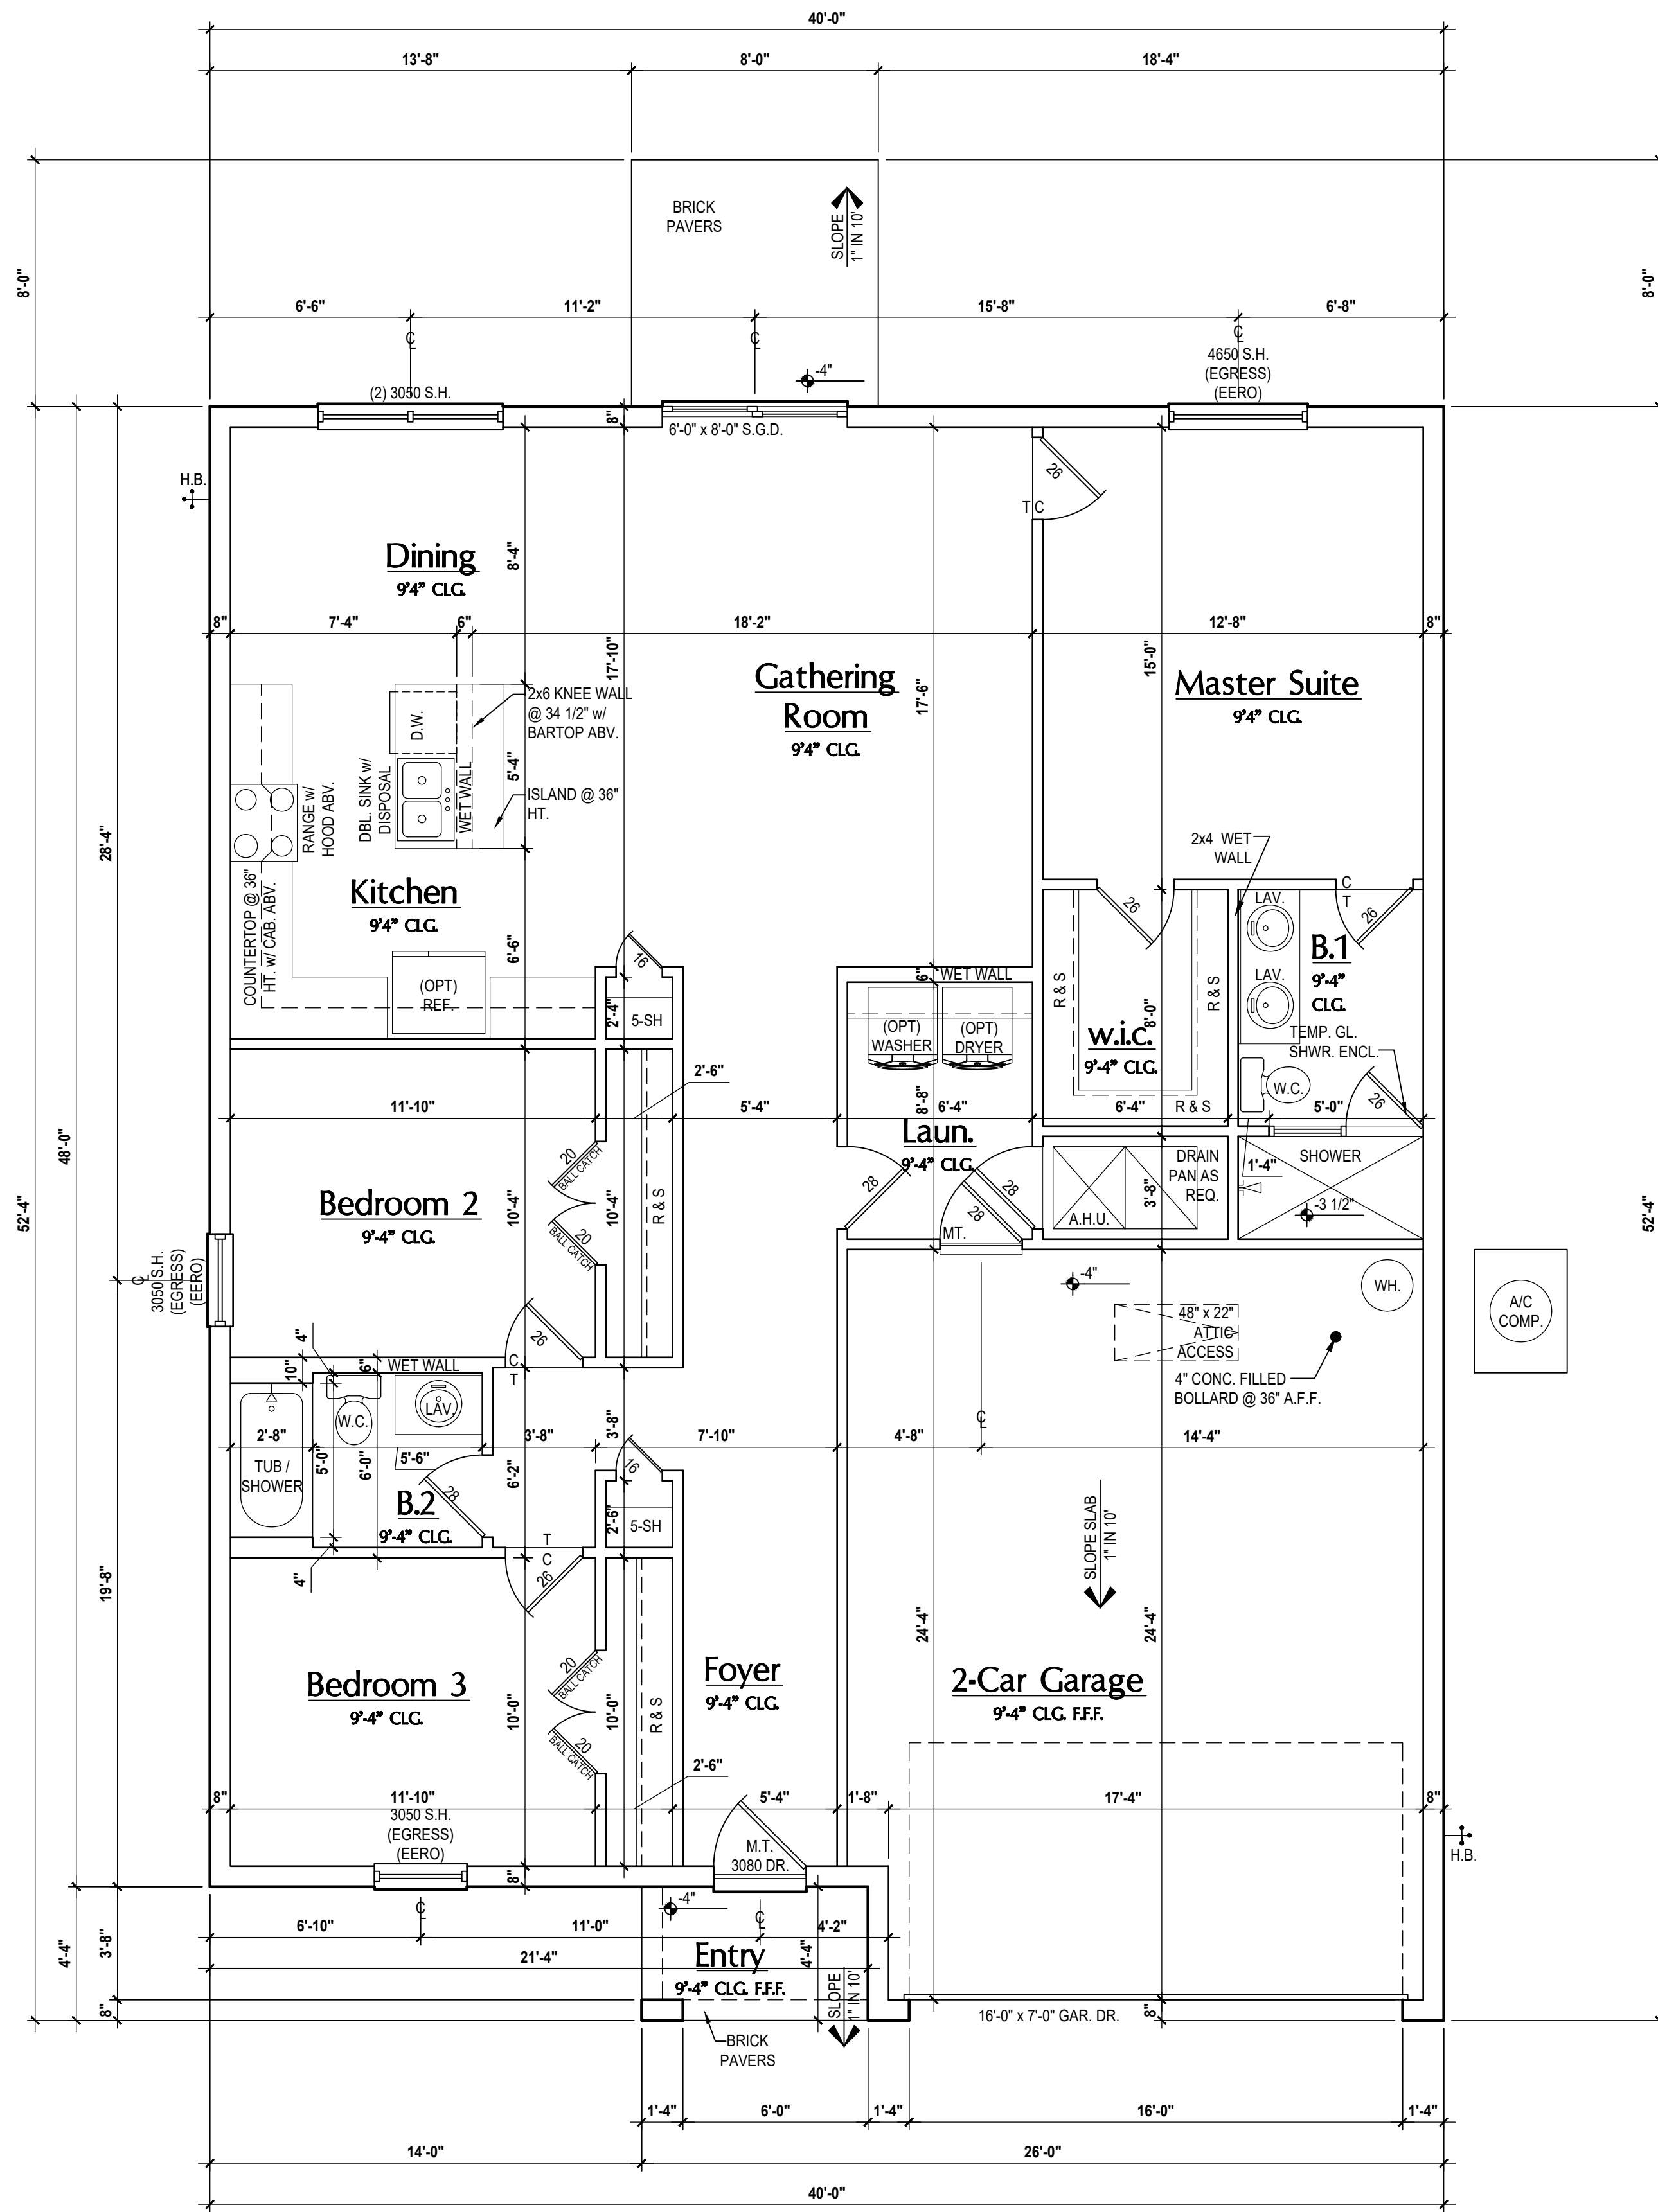 40'-0"
13'-8"
8'-0"
18'-4"
BRICK
PAVERS
SLOPE
1" IN 10'
8'-0"
8'-0"
6'-6"
11'-2"
15'-8"
6'-8"
℄
℄
℄
4650 S.H.
(EGRESS)
(EERO)
-4"
(2) 3050 S.H.
8"
6'-0" x 8'-0" S.G.D.
26
H.B.
T C
Dining
9'4" CLG.
8'-4"
8"
7'-4"
6"
18'-2"
12'-8"
8"
17'-10"
15'-0"
Gathering
Room
9'4" CLG.
17'-6"
Master Suite
9'4" CLG.
2x6 KNEE WALL
@ 34 1/2" w/
BARTOP ABV.
D.W.
5'-4"
DBL. SINK w/
DISPOSAL
WET WALL
ISLAND @ 36"
HT.
RANGE w/
HOOD ABV.
28'-4"
2x4 WET
WALL
COUNTERTOP @ 36"
HT. w/ CAB. ABV.
Kitchen
9'4" CLG.
6'-6"
16
26
C
T
26
LAV.
B.1
9'-4"
CLG.
LAV.
(OPT)
REF.
6"
WET WALL
R & S
R & S
2'-4"
5-SH
(OPT)
WASHER
(OPT)
DRYER
w.i.c.
9'-4" CLG.
8'-0"
TEMP. GL.
SHWR. ENCL.
2'-6"
W.C.
8'-8"
26
11'-10"
5'-4"
6'-4"
6'-4"
R & S
5'-0"
48'-0"
Laun.
9'-4" CLG.
20
BALL CATCH
DRAIN
PAN AS
REQ.
3'-8"
1'-4"
SHOWER
28
28
28
Bedroom 2
9'-4" CLG.
10'-4"
10'-4"
R & S
-3 1/2"
52'-4"
52'-4"
A.H.U.
MT.
20
BALL CATCH
℄
3050 S.H.
(EGRESS)
(EERO)
-4"
WH.
A/C
COMP.
48" x 22"
ATTIC
ACCESS
26
4"
C
T
10"
6"
WET WALL
4" CONC. FILLED
BOLLARD @ 36" A.F.F.
W.C.
LAV.
℄
2'-8"
3'-8"
3'-8"
7'-10"
4'-8"
14'-4"
5'-0"
6'-0"
5'-6"
6'-2"
16
TUB /
SHOWER
28
B.2
9'-4" CLG.
2'-6"
5-SH
SLOPE SLAB
1" IN 10'
T
C
26
4"
19'-8"
24'-4"
24'-4"
20
BALL CATCH
Bedroom 3
9'-4" CLG.
10'-0"
10'-0"
R & S
Foyer
9'-4" CLG.
2-Car Garage
9'-4" CLG. F.F.F.
20
BALL CATCH
2'-6"
8"
11'-10"
5'-4"
1'-8"
17'-4"
8"
3050 S.H.
(EGRESS)
(EERO)
M.T.
3080 DR.
H.B.
8"
-4"
℄
℄
6'-10"
11'-0"
4'-2"
4'-4"
3'-8"
21'-4"
4'-4"
Entry
9'-4" CLG. F.F.F.
SLOPE
1" IN 10'
8"
16'-0" x 7'-0" GAR. DR.
8"
BRICK
PAVERS
1'-4"
6'-0"
1'-4"
16'-0"
1'-4"
14'-0"
26'-0"
40'-0"